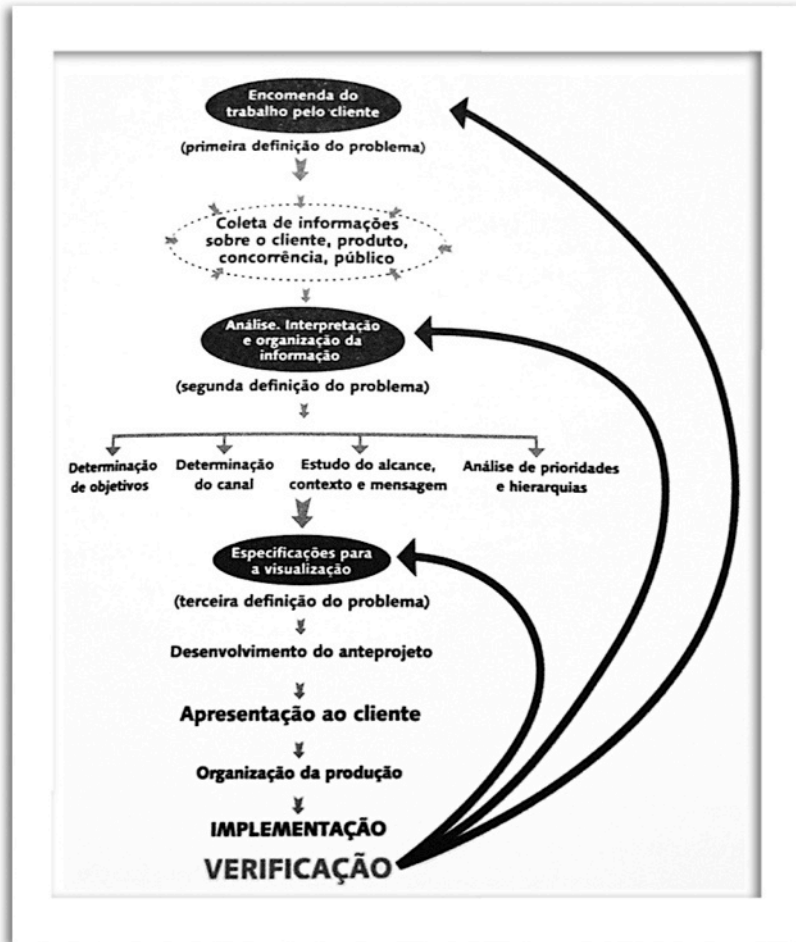 Encomenda do
trabalho pelo cliente
(primeira definição do problema)
Coleta de informações
sobre o cliente, produto,
concorrência, público
Análise. Interpretação
e organização da
informação
(segunda definição do problema)
Determinação
de objetivos
Determinação
do canal
Estudo do alcance,
contexto e mensagem
Análise de prioridades
e hierarquias
Especificações para
a visualização
(terceira definição do problema)
Desenvolvimento do anteprojeto
Apresentação ao cliente
Organização da produção
IMPLEMENTAÇÃO
VERIFICAÇÃO